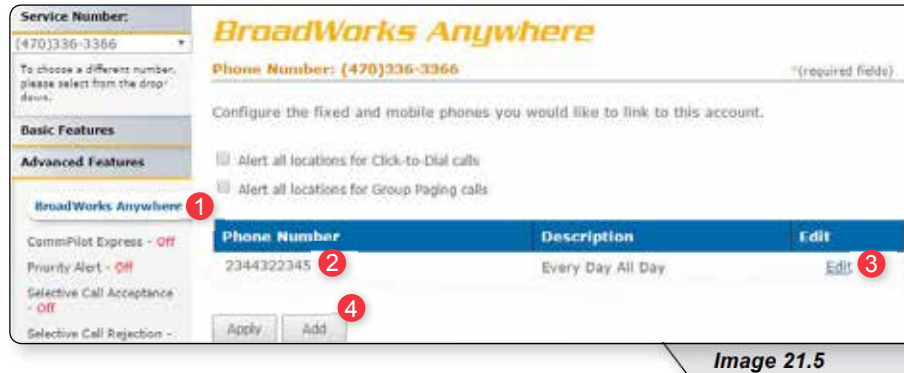 Service Number:
(470)336-3366
To choose a different number,
please select from the drop-
down.
Basic Features
Advanced Features
BroadWorks Anywhere 1
CommPilot Express - Off
Priority Alert - Off
Selective Call Acceptance
- Off
Selective Call Rejection -
BroadWorks Anywhere
Phone Number: (470)336-3366
*(required fields)
Configure the fixed and mobile phones you would like to link to this account.
Alert all locations for Click-to-Dial calls
Alert all locations for Group Paging calls
Phone Number Description Edit
2344322345 2 Every Day All Day Edit 3
4
Apply Add
Image 21.5